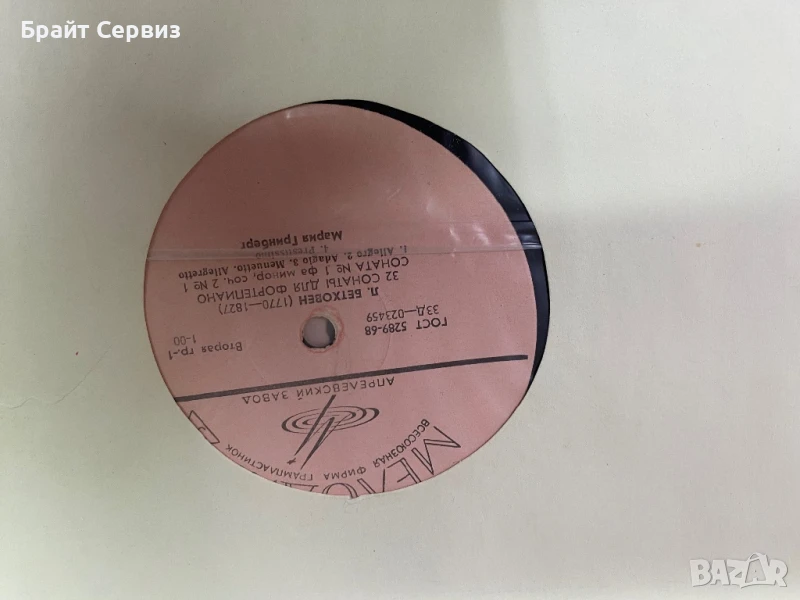 Брайт Сервиз
МЕЛОД
ВСЕСОЮЗНАЯ ФИРМА ГРАМПЛАСТИНОК
АПРЕЛЕВСКИЙ ЗАВОД
ГОСТ 5289-68
33Д—023459
Вторая гр.-1
1-00
Л. БЕТХОВЕН (1770—1827)
32 СОНАТЫ ДЛЯ ФОРТЕПИАНО
СОНАТА № 1 фа минор, соч. 2 № 1
1. Allegro 2. Adagio 3. Menuetto. Allegretto
4. Prestissimo
Мария Гринберг
BAZAR